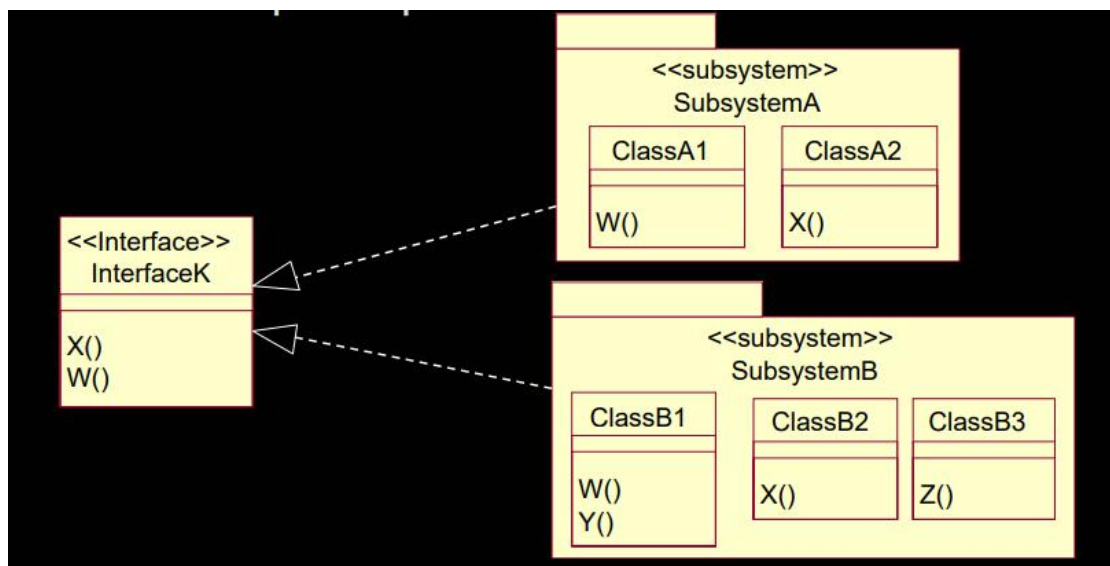 <<subsystem>>
SubsystemA
ClassA1
W()
ClassA2
X()
<<Interface>>
InterfaceK
X()
W()
<<subsystem>>
SubsystemB
ClassB1
W()
Y()
ClassB2
X()
ClassB3
Z()